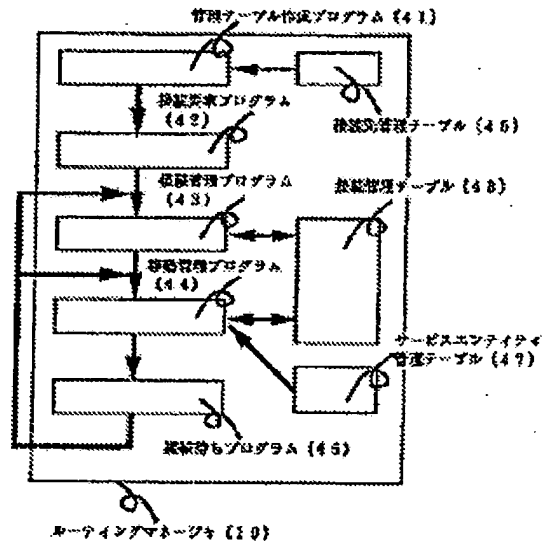 管理テーブル作成プログラム(41)
接続要求プログラム
(42)
接続先管理テーブル(45)
接続管理プログラム
(43)
接続管理テーブル(46)
移動管理プログラム
(44)
サービスエンティティ
管理テーブル(47)
接続待ちプログラム(45)
ルーティングマネージャ(10)